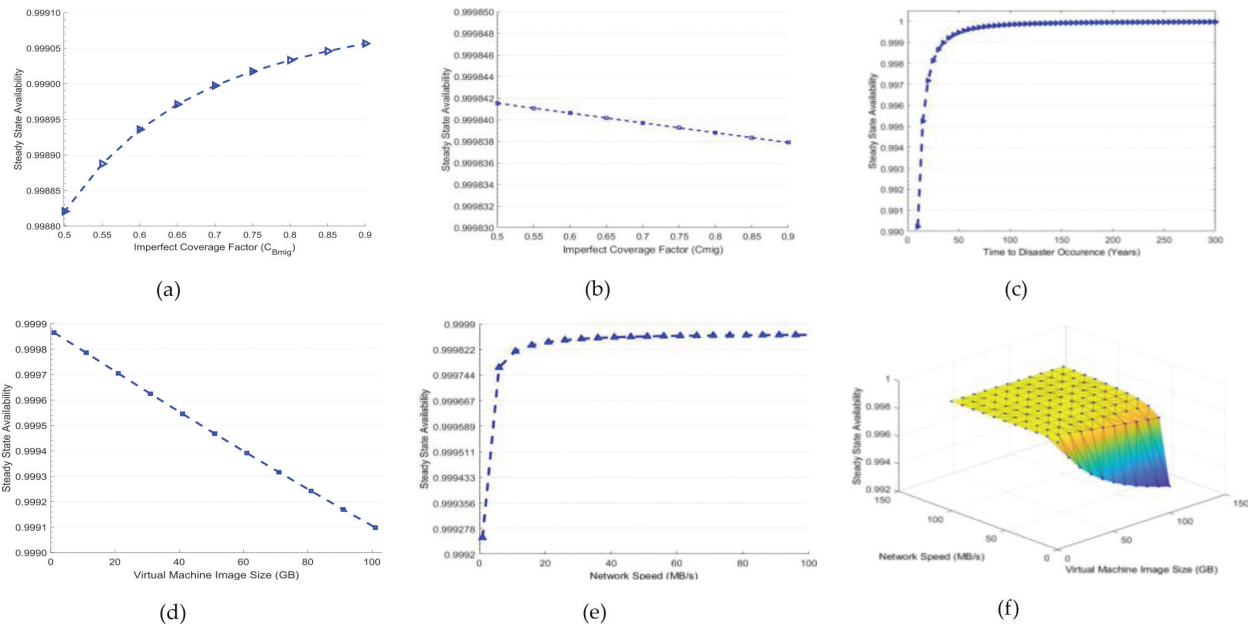 0.99910
0.99905
0.99900
0.99895
0.99890
0.99885
0.99880
Steady State Availability
0.5 0.55 0.6 0.65 0.7 0.75 0.8 0.85 0.9
Imperfect Coverage Factor (C_Bmig)
(a)
0.999850
0.999848
0.999846
0.999844
0.999842
0.999840
0.999838
0.999836
0.999834
0.999832
0.999830
Steady State Availability
0.5 0.55 0.6 0.65 0.7 0.75 0.8 0.85 0.9
Imperfect Coverage Factor (Cmig)
(b)
1
0.999
0.998
0.997
0.995
0.994
0.993
0.992
0.991
0.990
Steady State Availability
0 50 100 150 200 250 300
Time to Disaster Occurence (Years)
(c)
0.9999
0.9998
0.9997
0.9996
0.9995
0.9994
0.9993
0.9992
0.9991
0.9990
Steady State Availability
0 20 40 60 80 100
Virtual Machine Image Size (GB)
(d)
0.9999
0.999822
0.999744
0.999667
0.999589
0.999511
0.999433
0.999356
0.999278
0.9992
Steady State Availability
0 20 40 60 80 100
Network Speed (MB/s)
(e)
1
0.998
0.996
0.994
0.992
Steady State Availability
150 100 50 0
Network Speed (MB/s)
0 50 100 150
Virtual Machine Image Size (GB)
(f)